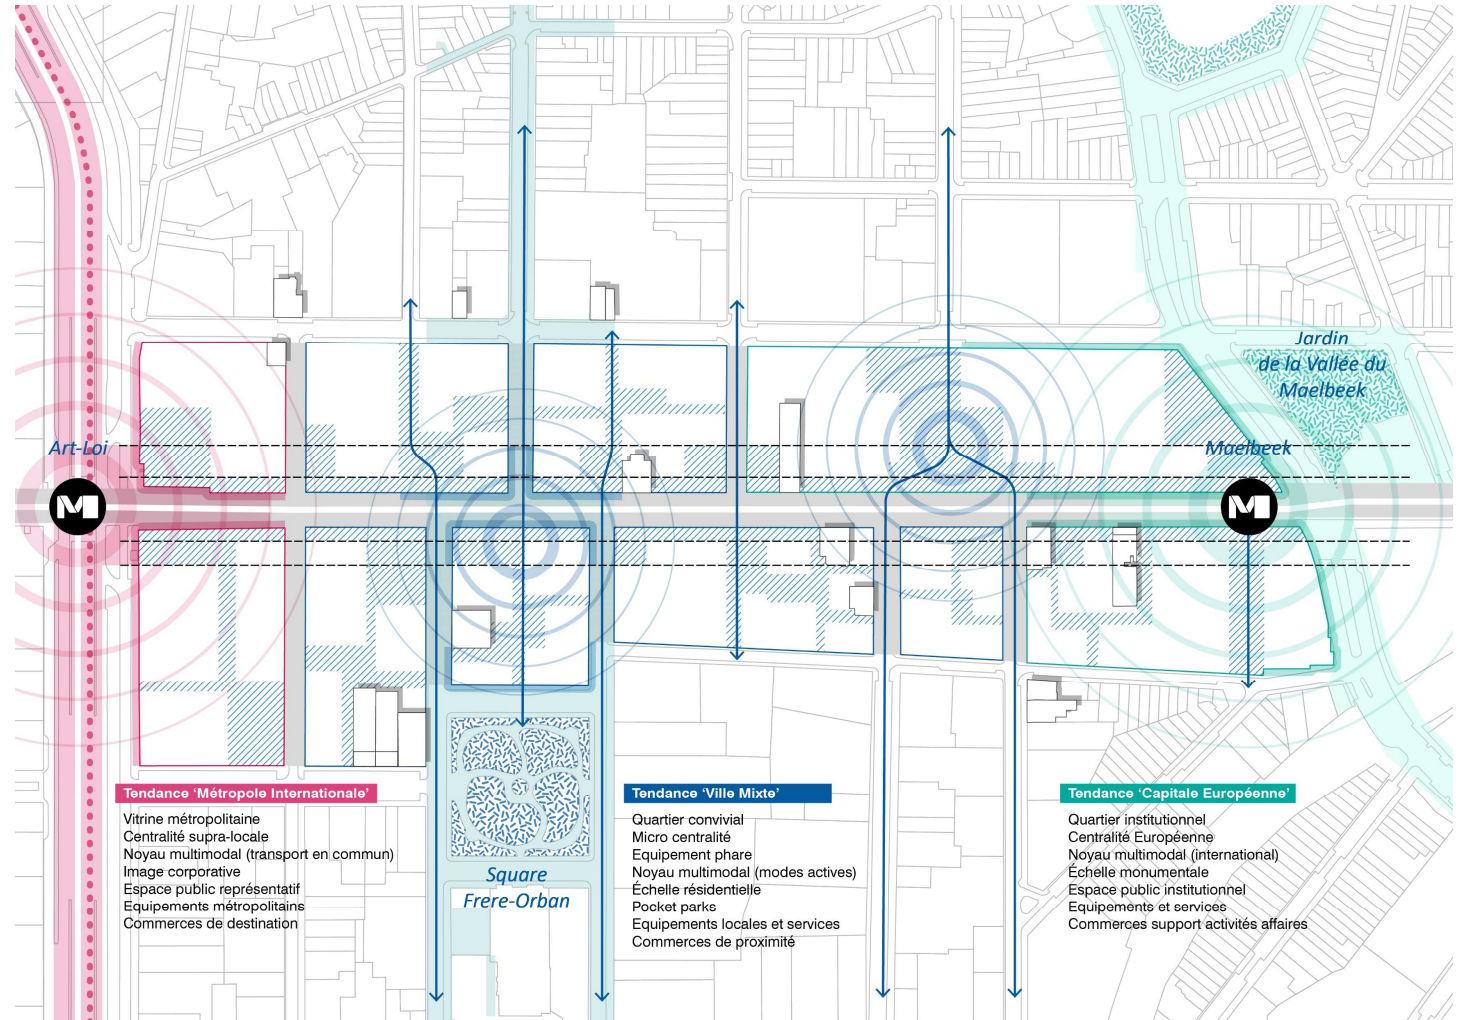 Jardin
de la Vallée du
Maelbeek
Art-Loi
Maelbeek
M
M
Tendance ‘Métropole Internationale’
Vitrine métropolitaine
Centralité supra-locale
Noyau multimodal (transport en commun)
Image corporative
Espace public représentatif
Equipements métropolitains
Commerces de destination
Tendance ‘Ville Mixte’
Quartier convivial
Micro centralité
Equipement phare
Noyau multimodal (modes actives)
Échelle résidentielle
Pocket parks
Equipements locales et services
Commerces de proximité
Tendance ‘Capitale Européenne’
Quartier institutionnel
Centralité Européenne
Noyau multimodal (international)
Échelle monumentale
Espace public institutionnel
Equipements et services
Commerces support activités affaires
Square
Frere-Orban